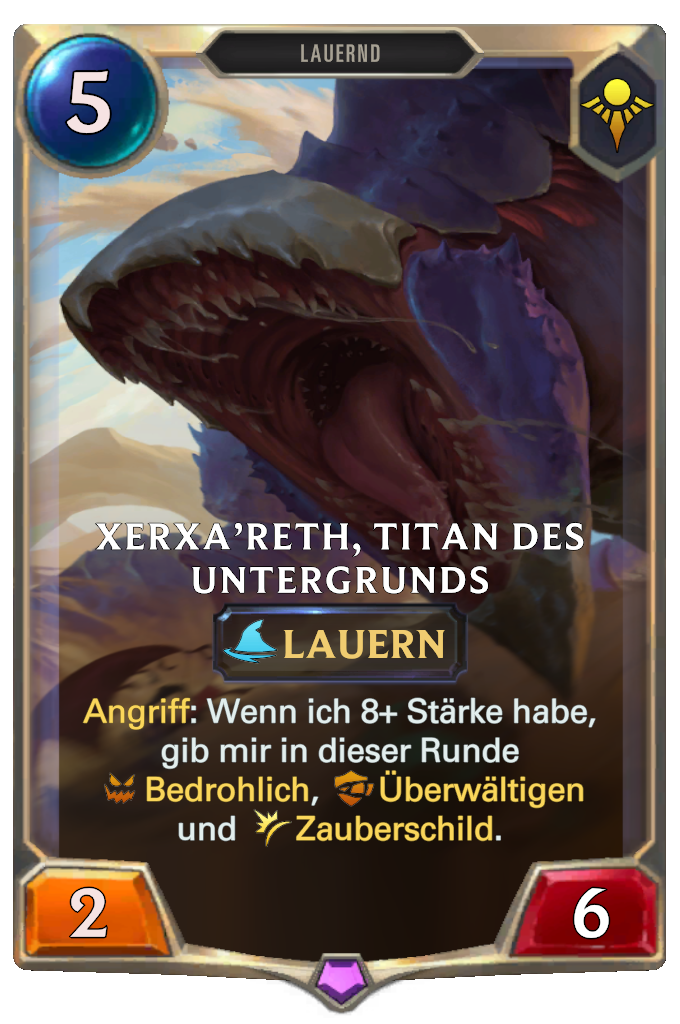 LAUERND
5
XERXA'RETH, TITAN DES
UNTERGRUNDS
LAUERN
Angriff: Wenn ich 8+ Stärke habe,
gib mir in dieser Runde
Bedrohlich, Überwältigen
und Zauberschild.
2
6